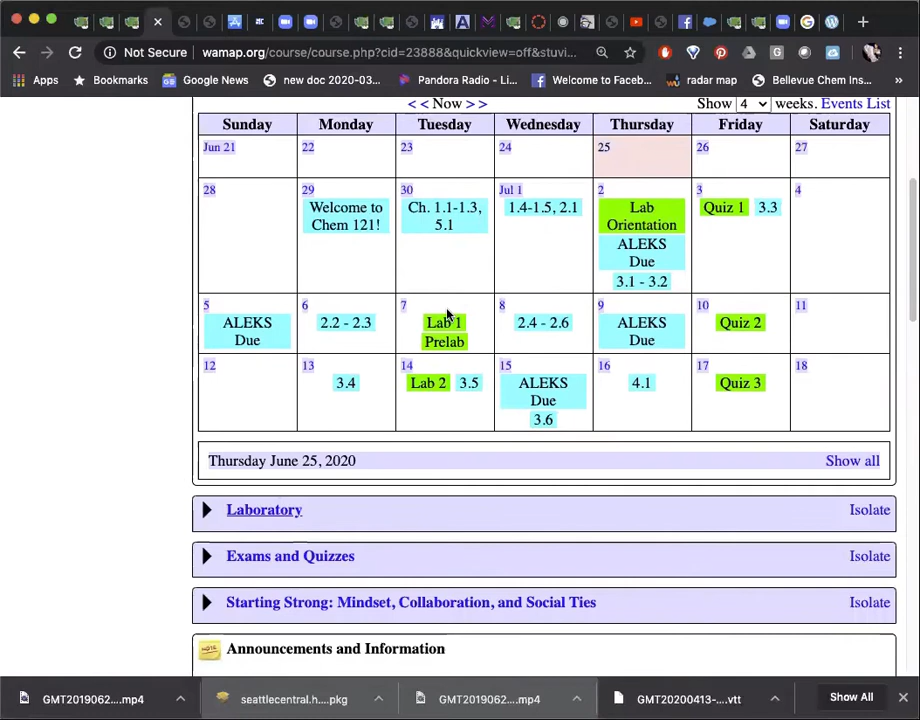 Not Secure wamap.org/course/course.php?cid=23888&quickview=off&stuvi...
Apps Bookmarks Google News new doc 2020-03... Pandora Radio - Li... Welcome to Faceb... radar map Bellevue Chem Ins... »
< < Now > > Show 4 weeks. Events List
Sunday Monday Tuesday Wednesday Thursday Friday Saturday
Jun 21 22 23 24 25 26 27
28 29 30 Jul 1 2 3 4
Welcome to Ch. 1.1-1.3, 1.4-1.5, 2.1 Lab Quiz 1 3.3
Chem 121! 5.1 Orientation
ALEKS
Due
3.1 - 3.2
5 6 7 8 9 10 11
ALEKS 2.2 - 2.3 Lab 1 2.4 - 2.6 ALEKS Quiz 2
Due Prelab Due
12 13 14 15 16 17 18
3.4 Lab 2 3.5 ALEKS 4.1 Quiz 3
Due
3.6
Thursday June 25, 2020 Show all
Laboratory Isolate
Exams and Quizzes Isolate
Starting Strong: Mindset, Collaboration, and Social Ties Isolate
NOTE Announcements and Information
GMT2019062....mp4 seattlecentral.h....pkg GMT2019062....mp4 GMT20200413-....vtt Show All